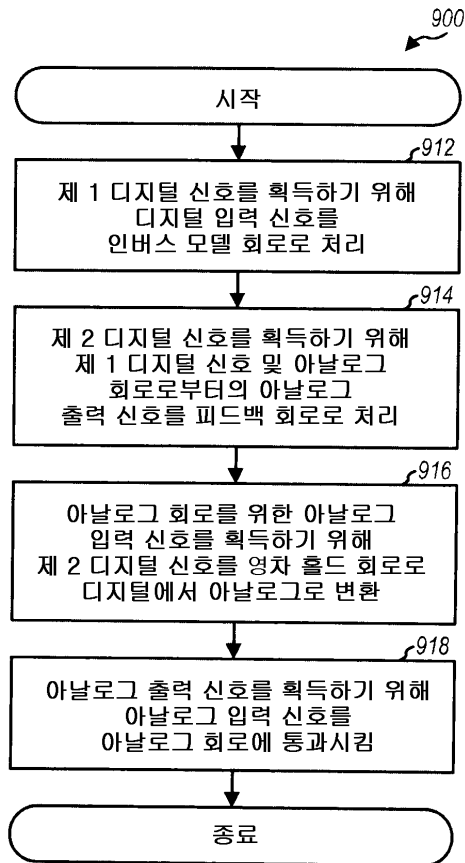 900
시작
912
제 1 디지털 신호를 획득하기 위해
디지털 입력 신호를
인버스 모델 회로로 처리
914
제 2 디지털 신호를 획득하기 위해
제 1 디지털 신호 및 아날로그
회로로부터의 아날로그
출력 신호를 피드백 회로로 처리
916
아날로그 회로를 위한 아날로그
입력 신호를 획득하기 위해
제 2 디지털 신호를 영차 홀드 회로로
디지털에서 아날로그로 변환
918
아날로그 출력 신호를 획득하기 위해
아날로그 입력 신호를
아날로그 회로에 통과시킴
종료